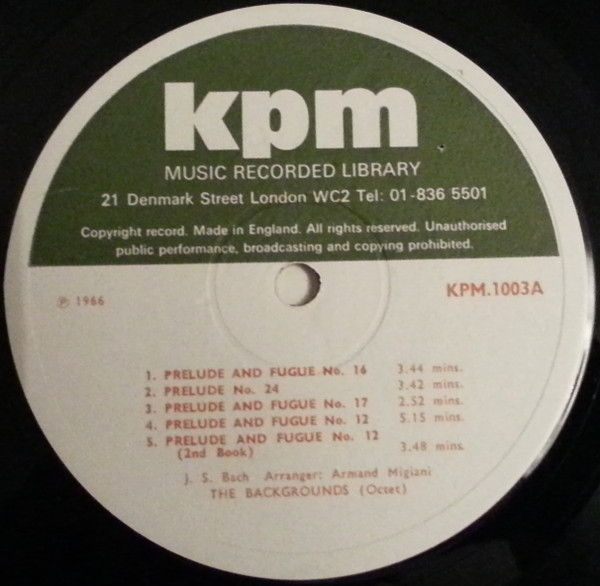 kpm
MUSIC RECORDED LIBRARY
21 Denmark Street London WC2 Tel: 01-836 5501
Copyright record. Made in England. All rights reserved. Unauthorised
public performance, broadcasting and copying prohibited.
℗ 1966
KPM.1003A
1. PRELUDE AND FUGUE No. 16 3.44 mins.
2. PRELUDE No. 24 3.42 mins.
3. PRELUDE AND FUGUE No. 17 2.52 mins.
4. PRELUDE AND FUGUE No. 12 5.15 mins.
5. PRELUDE AND FUGUE No. 12
(2nd Book) 3.48 mins.
J. S. Bach Arranger: Armand Migiani
THE BACKGROUNDS (Octet)